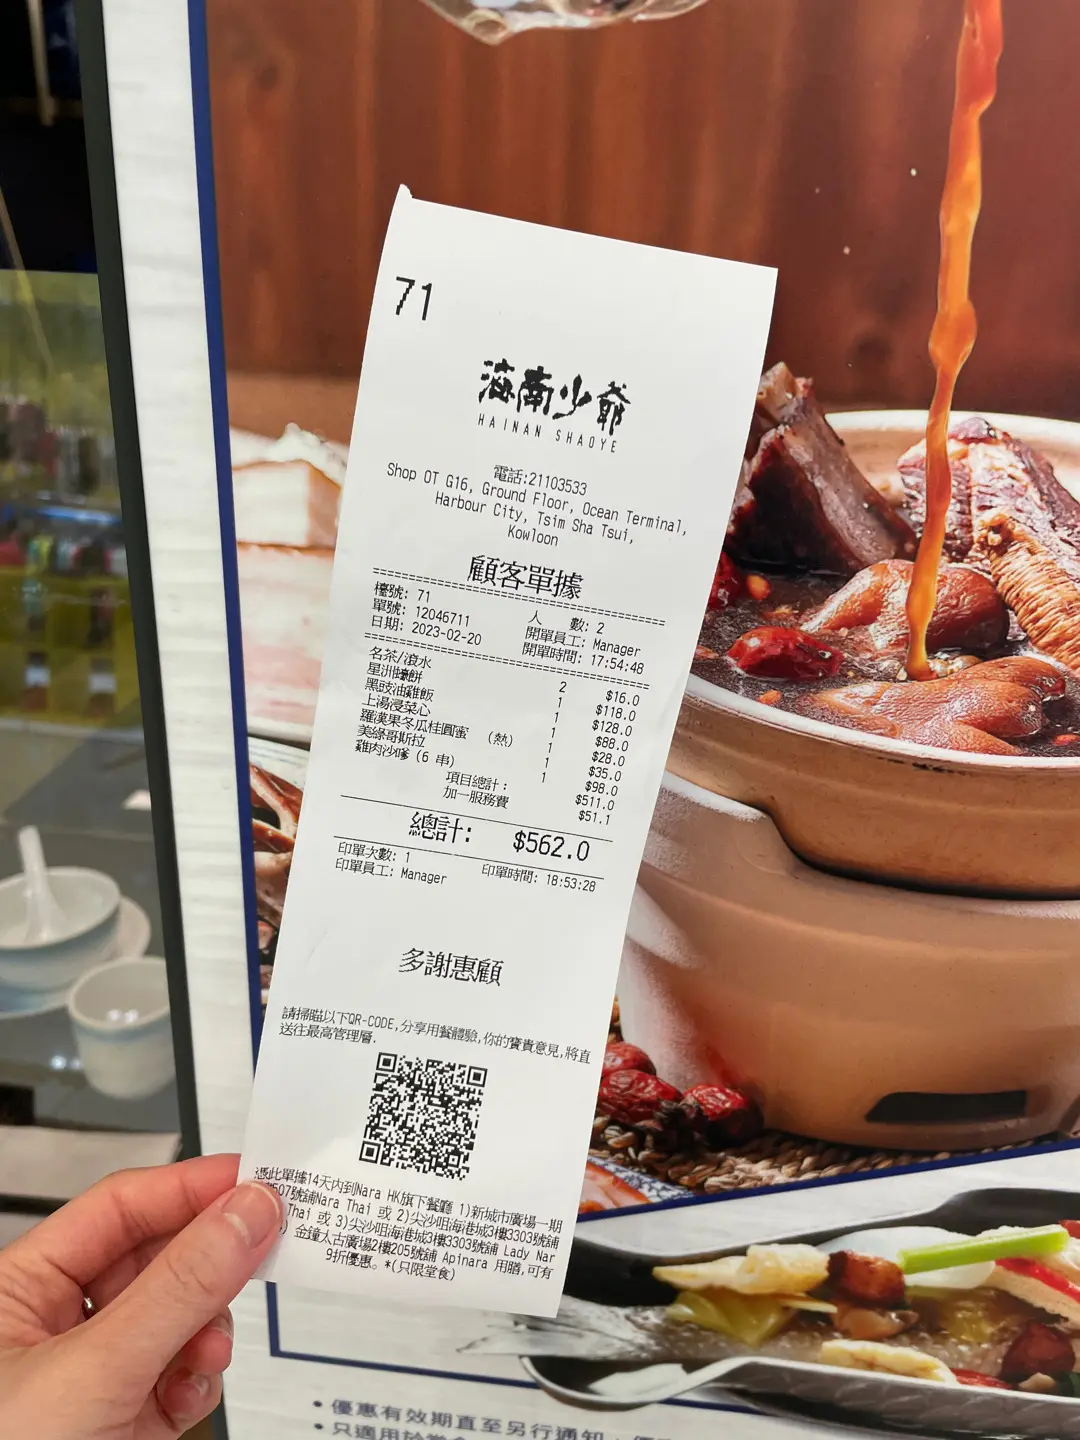 71
海南少爺
HAINAN SHAOYE
電話:21103533
Shop OT G16, Ground Floor, Ocean Terminal,
Harbour City, Tsim Sha Tsui,
Kowloon
顧客單據
檯號: 71 人 數: 2
單號: 12046711 開單員工: Manager
日期: 2023-02-20 開單時間: 17:54:48
名茶/滾水 2 $16.0
星洲蠔餅 1 $118.0
黑豉油雞飯 1 $128.0
上湯浸菜心 1 $88.0
羅漢果冬瓜桂圓蜜 (熱) 1 $28.0
美綠哥斯拉 1 $35.0
雞肉沙嗲(6 串) 1 $98.0
項目總計: $511.0
加一服務費 $51.1
總計: $562.0
印單次數: 1 印單時間: 18:53:28
印單員工: Manager
多謝惠顧
請掃瞄以下QR-CODE,分享用餐體驗,你的寶貴意見,將直
送往最高管理層.
憑此單據14天內到Nara HK旗下餐廳 1)新城市廣場一期
507號舖Nara Thai 或 2)尖沙咀海港城3樓3303號舖
Thai 或 3)尖沙咀海港城3樓3303號舖 Lady Nar
金鐘太古廣場2樓205號舖 Apinara 用膳,可有
9折優惠。*(只限堂食)
• 優惠有效期直至另行通知
• 只適用於